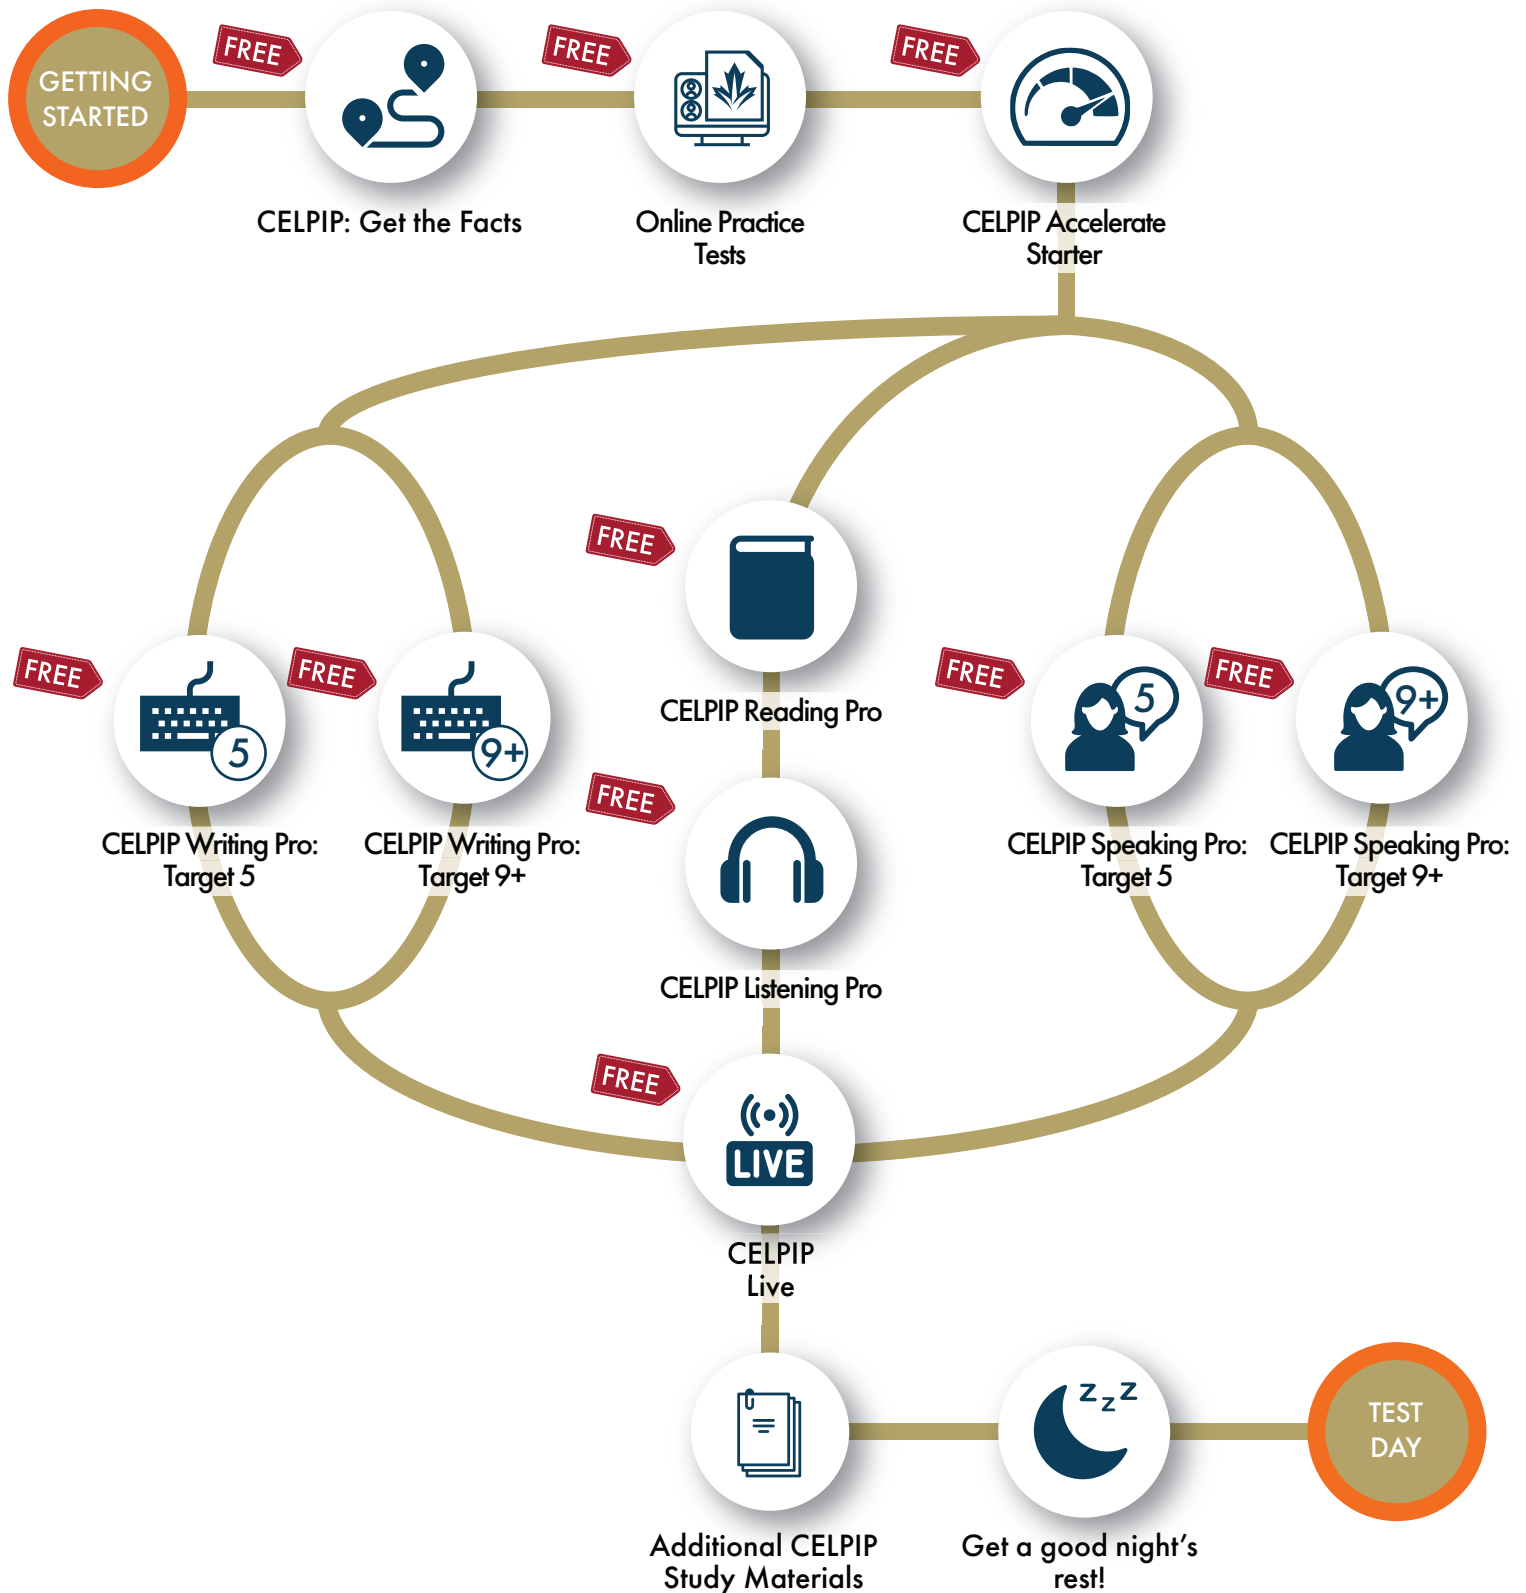 GETTING
STARTED
FREE
FREE
FREE
CELPIP: Get the Facts
Online Practice
Tests
CELPIP Accelerate
Starter
FREE
FREE
FREE
FREE
FREE
5
9+
5
9+
CELPIP Reading Pro
FREE
CELPIP Writing Pro:
Target 5
CELPIP Writing Pro:
Target 9+
CELPIP Speaking Pro:
Target 5
CELPIP Speaking Pro:
Target 9+
CELPIP Listening Pro
FREE
LIVE
CELPIP
Live
z z z
TEST
DAY
Additional CELPIP
Study Materials
Get a good night's
rest!